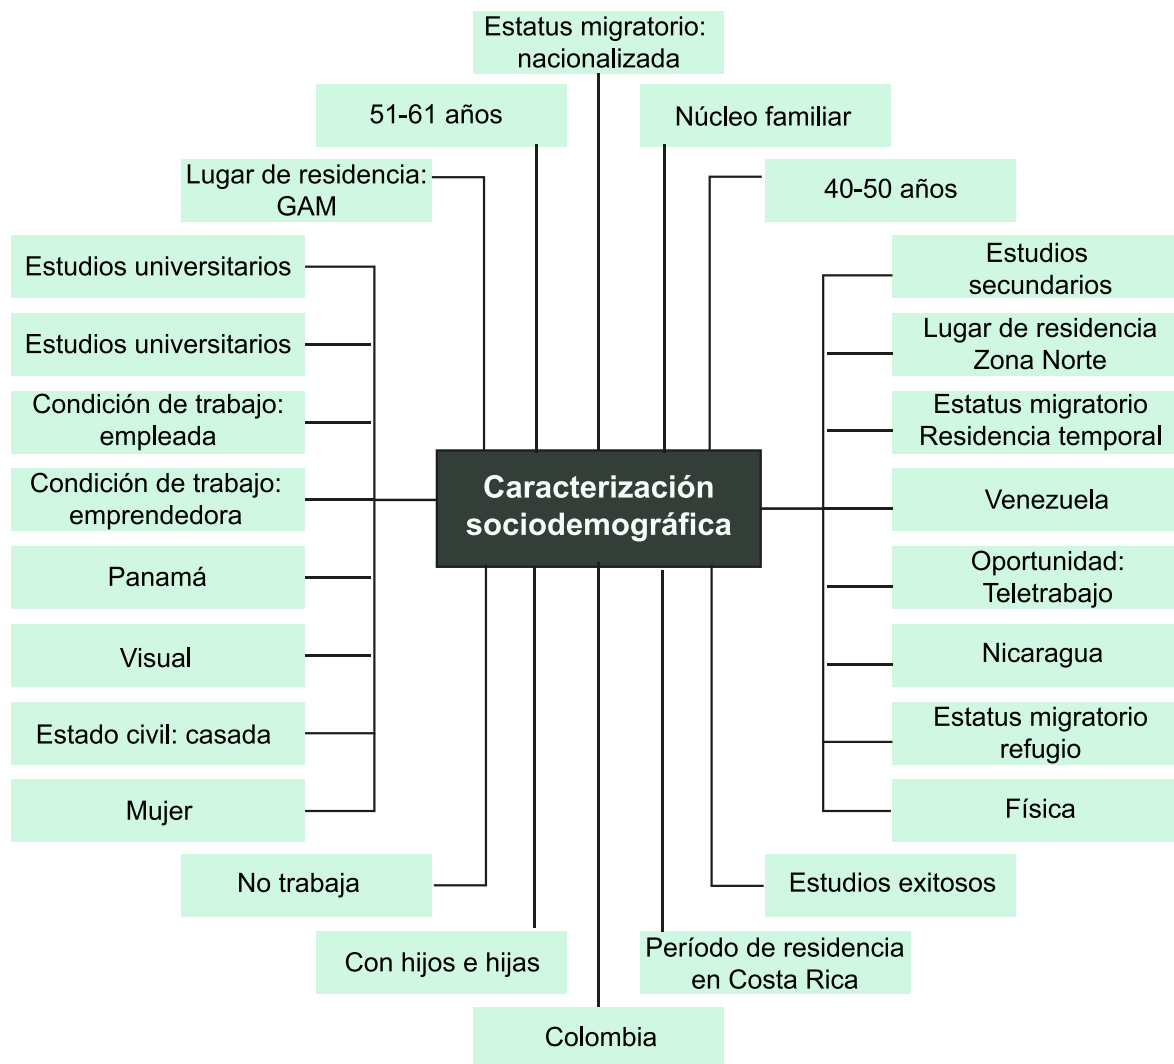 Estatus migratorio:
nacionalizada
51-61 años
Núcleo familiar
Lugar de residencia:
GAM
40-50 años
Estudios universitarios
Estudios universitarios
Condición de trabajo:
empleada
Condición de trabajo:
emprendedora
Panamá
Visual
Estado civil: casada
Mujer
Caracterización
sociodemográfica
Estudios
secundarios
Lugar de residencia
Zona Norte
Estatus migratorio
Residencia temporal
Venezuela
Oportunidad:
Teletrabajo
Nicaragua
Estatus migratorio
refugio
Física
No trabaja
Estudios exitosos
Con hijos e hijas
Período de residencia
en Costa Rica
Colombia